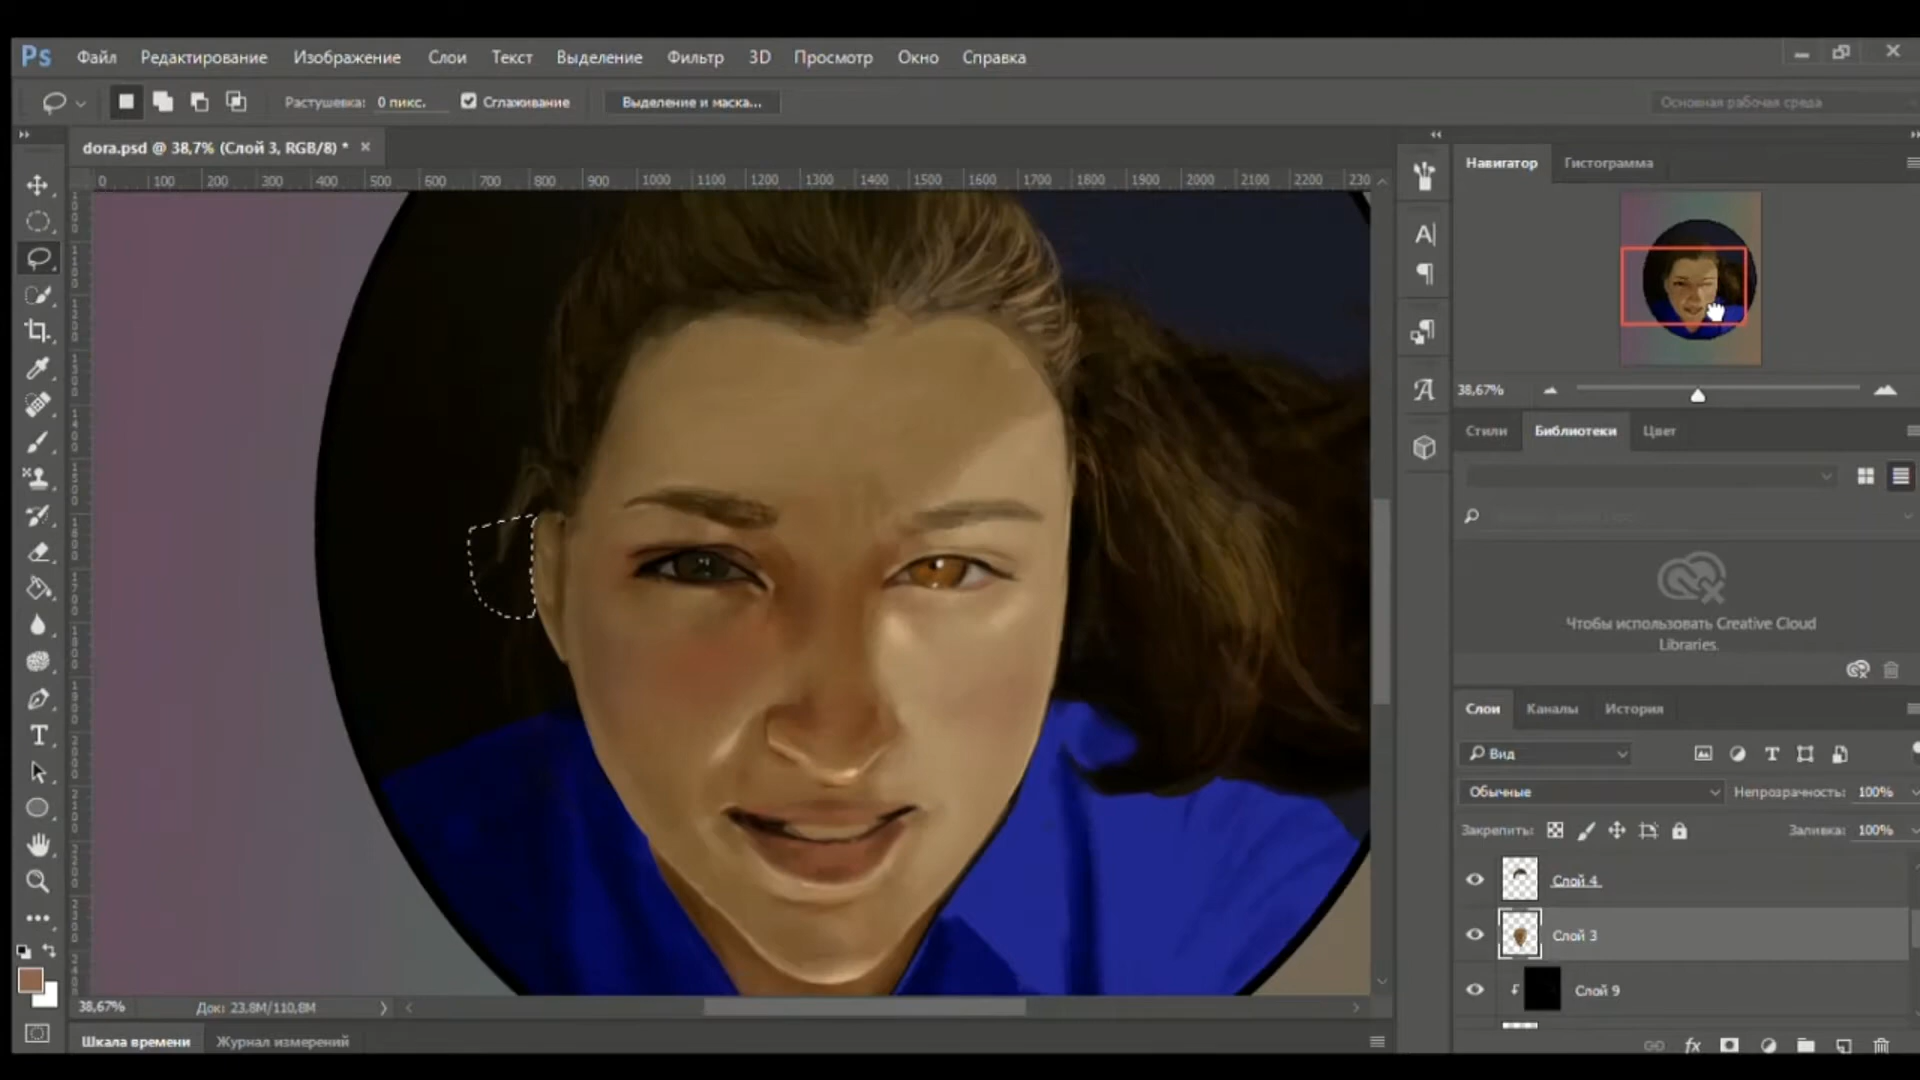 Ps Файл Редактирование Изображение Слои Текст Выделение Фильтр 3D Просмотр Окно Справка
Растушевка: 0 пикс. Сглаживание Выделение и маска... Основная рабочая среда
dora.psd @ 38,7% (Слой 3, RGB/8) *
0 100 200 300 400 500 600 700 800 900 1000 1100 1200 1300 1400 1500 1600 1700 1800 1900 2000 2100 2200 230
Навигатор Гистограмма
38,67%
Стили Библиотеки Цвет
Чтобы использовать Creative Cloud
Libraries.
Слои Каналы История
Вид
Обычные Непрозрачность: 100%
Закрепить: Заливка: 100%
Слой 4
Слой 3
Слой 9
38,67% Док: 23,8M/110,8M
Шкала времени Журнал измерений